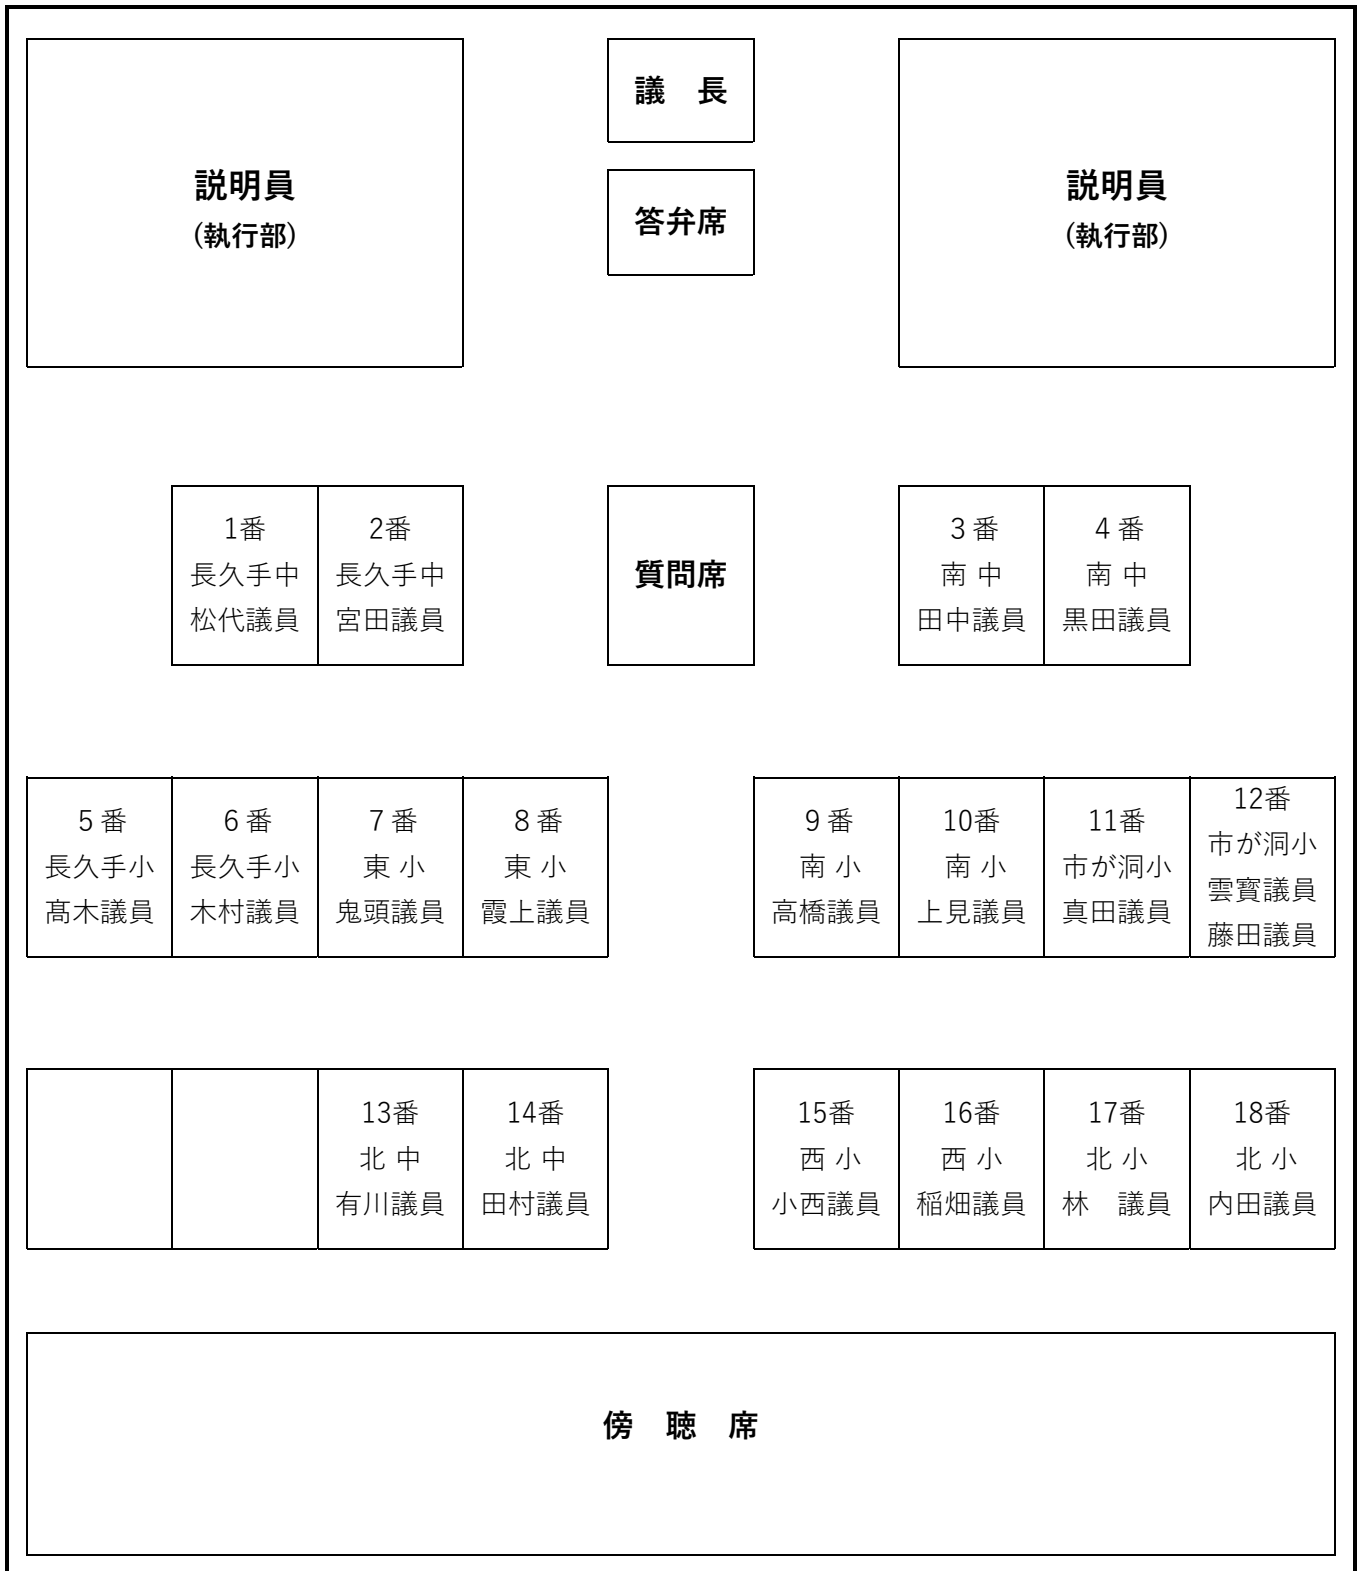 議　長
説明員
(執行部)
答弁席
説明員
(執行部)
1番
長久手中
松代議員
2番
長久手中
宮田議員
質問席
3 番
南 中
田中議員
4 番
南 中
黒田議員
5 番
長久手小
髙木議員
6 番
長久手小
木村議員
7 番
東 小
鬼頭議員
8 番
東 小
霞上議員
9 番
南 小
高橋議員
10番
南 小
上見議員
11番
市が洞小
真田議員
12番
市が洞小
雲寳議員
藤田議員
13番
北 中
有川議員
14番
北 中
田村議員
15番
西 小
小西議員
16番
西 小
稲畑議員
17番
北 小
林　議員
18番
北 小
内田議員
傍　聴　席